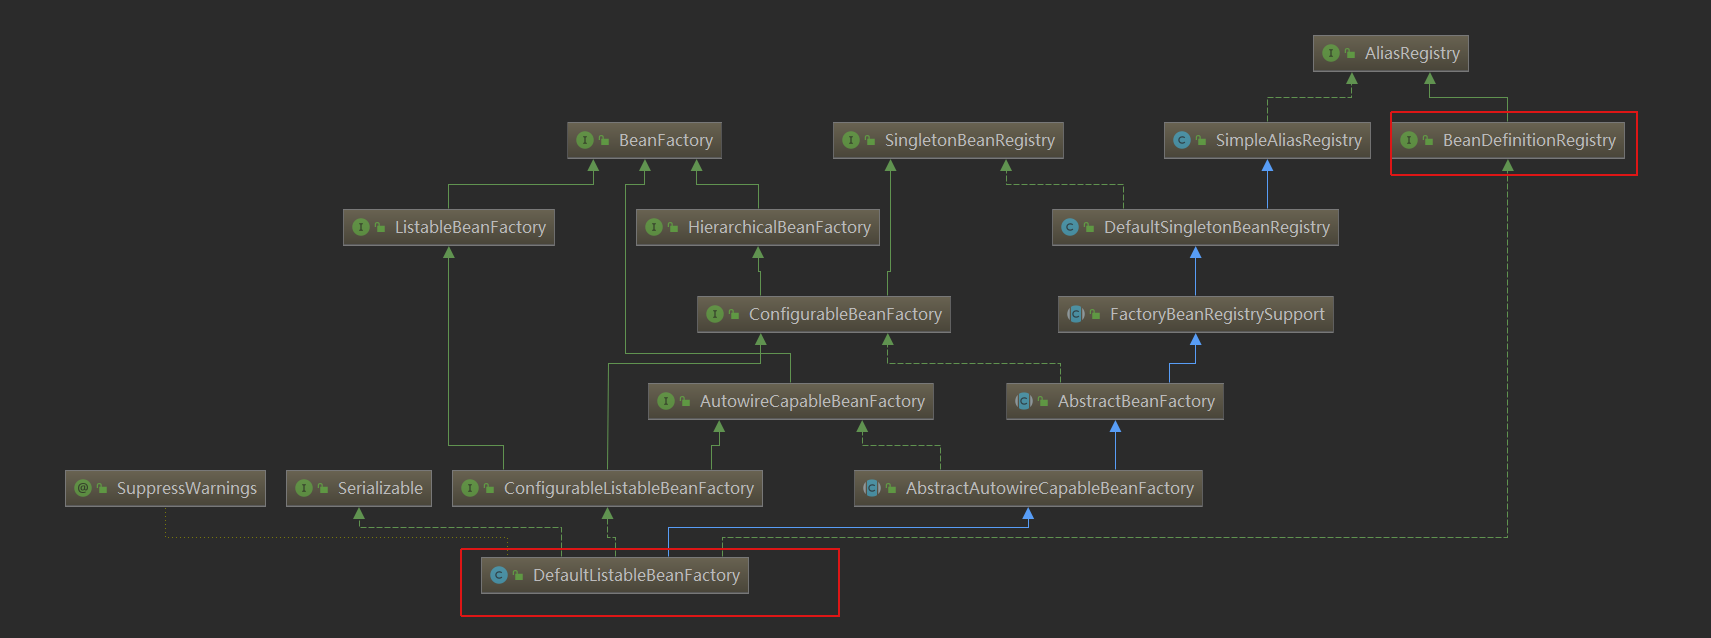 AliasRegistry
BeanFactory
SingletonBeanRegistry
SimpleAliasRegistry
BeanDefinitionRegistry
ListableBeanFactory
HierarchicalBeanFactory
DefaultSingletonBeanRegistry
ConfigurableBeanFactory
FactoryBeanRegistrySupport
AutowireCapableBeanFactory
AbstractBeanFactory
SuppressWarnings
Serializable
ConfigurableListableBeanFactory
AbstractAutowireCapableBeanFactory
DefaultListableBeanFactory